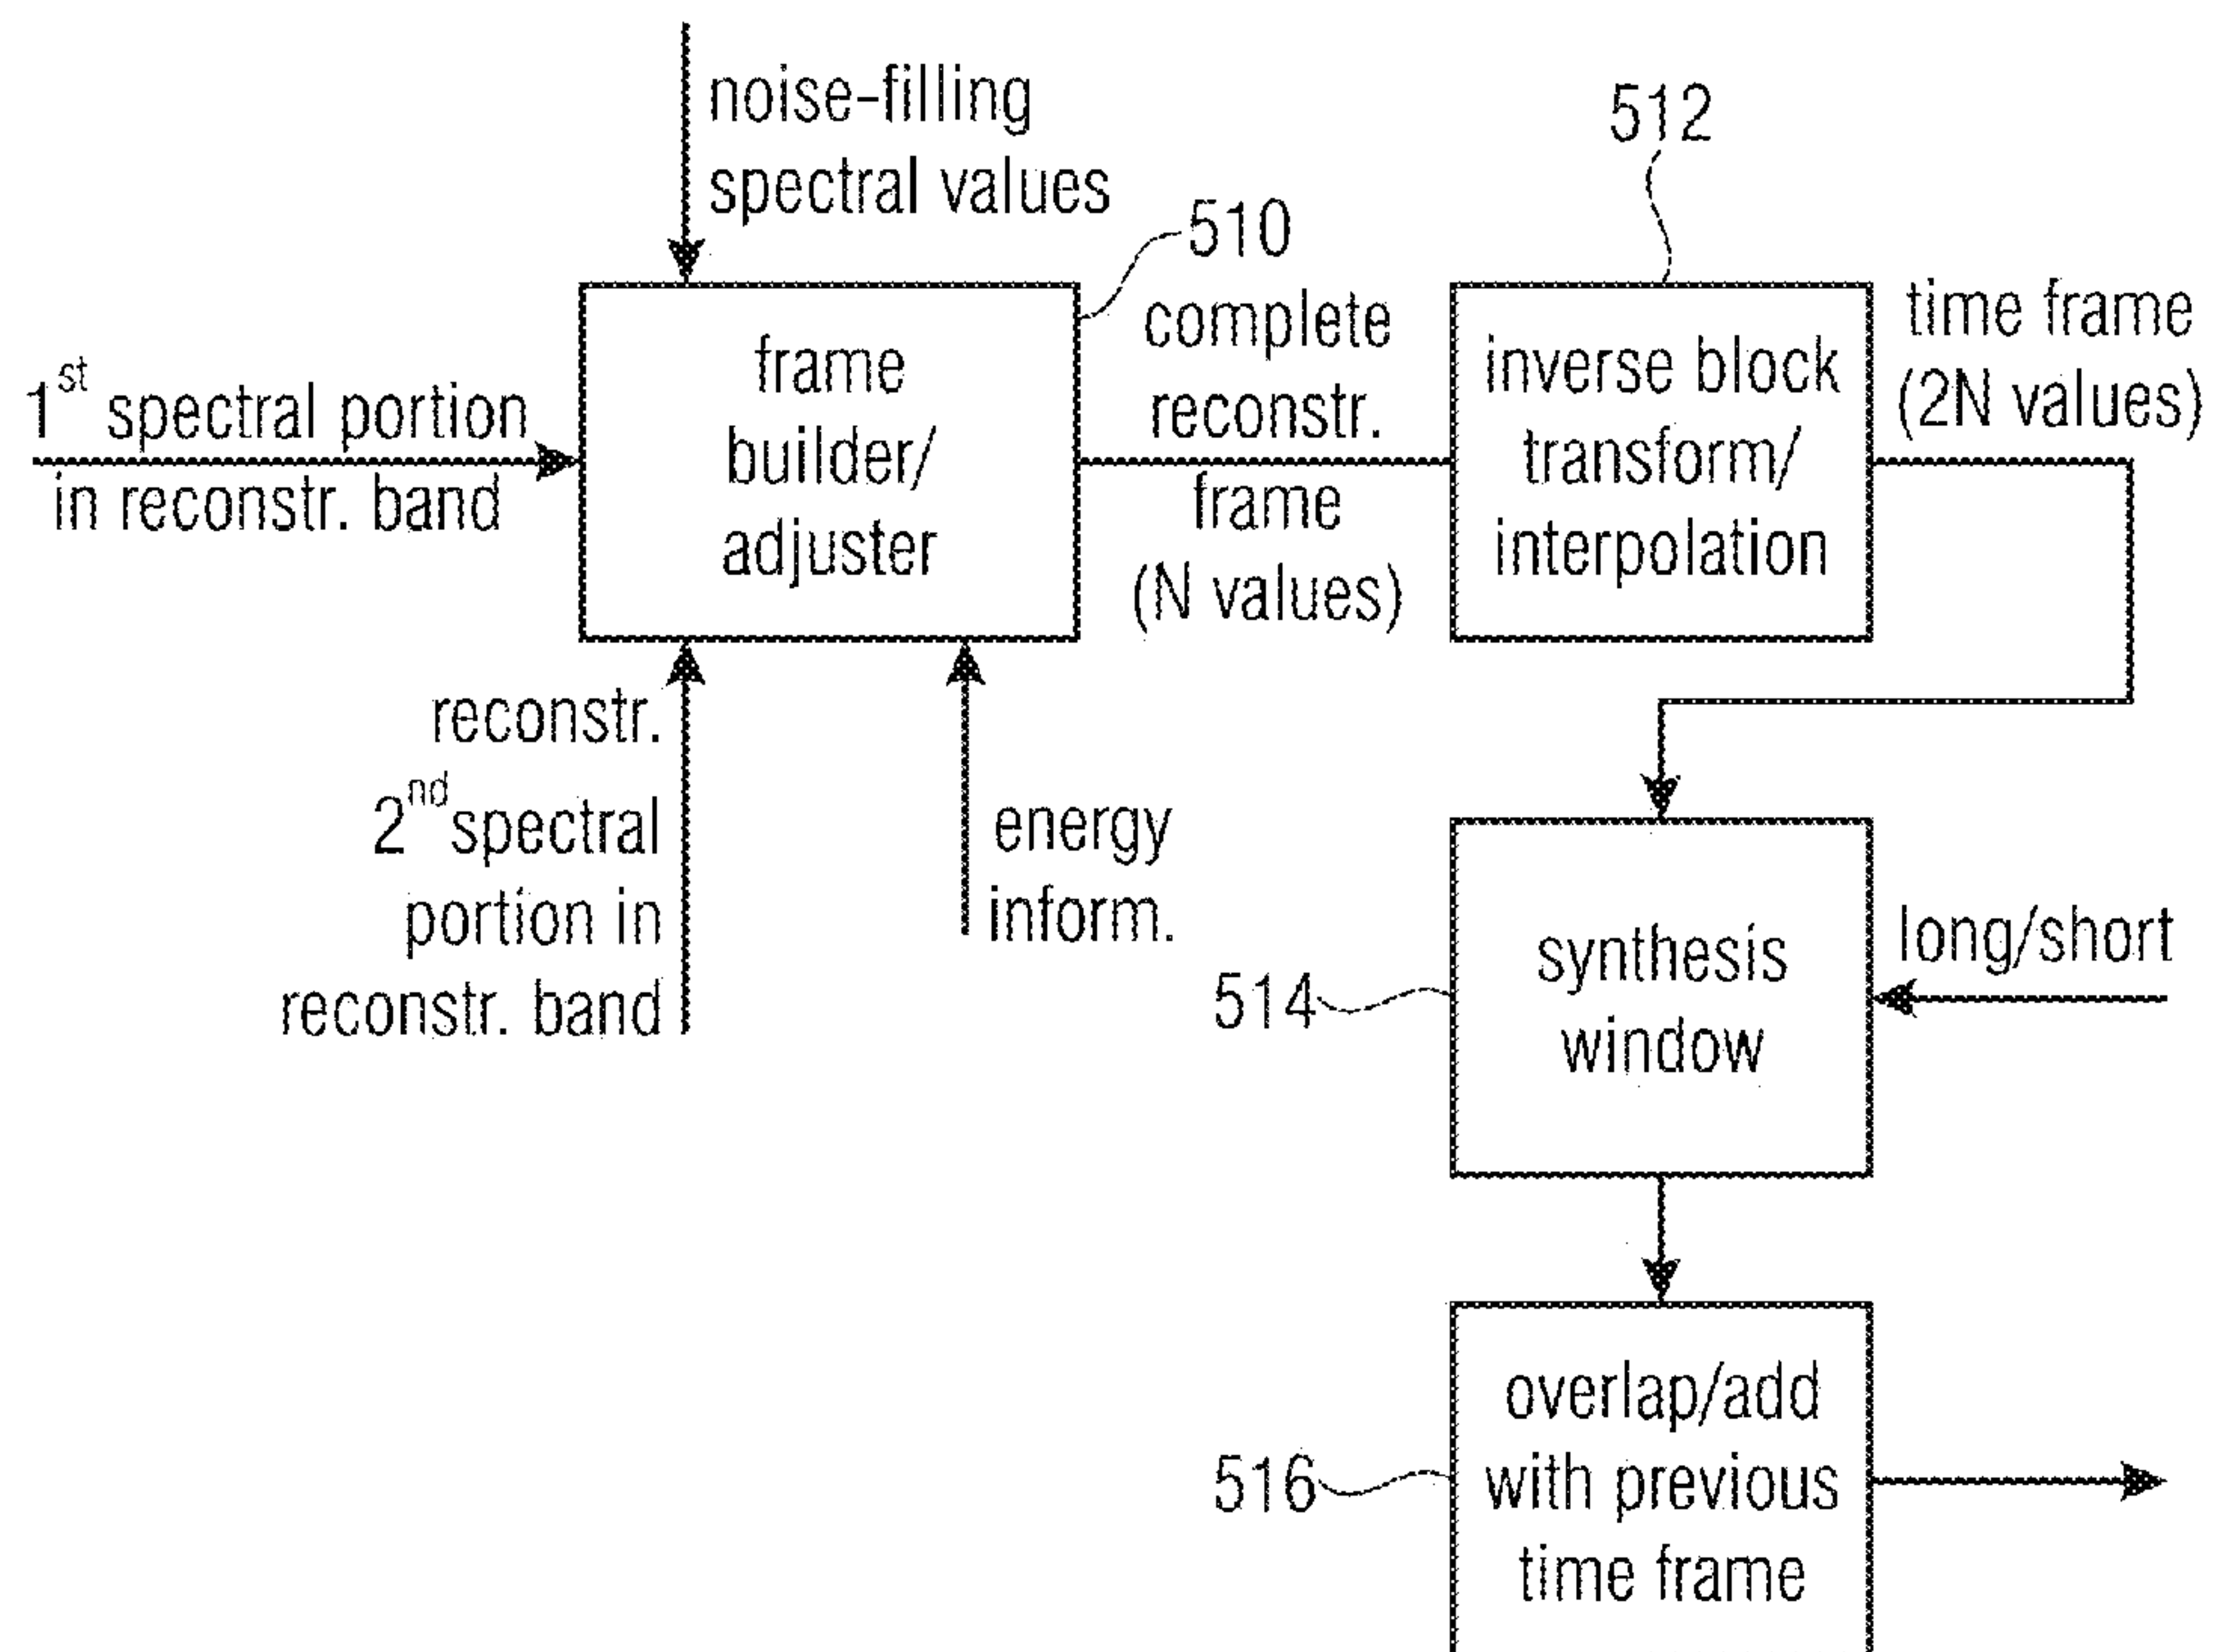 noise-filling
spectral values
512
510
1st spectral portion
in reconstr. band
frame
builder/
adjuster
complete
reconstr.
frame
(N values)
inverse block
transform/
interpolation
time frame
(2N values)
reconstr.
2nd spectral
portion in
reconstr. band
energy
inform.
514
synthesis
window
long/short
516
overlap/add
with previous
time frame